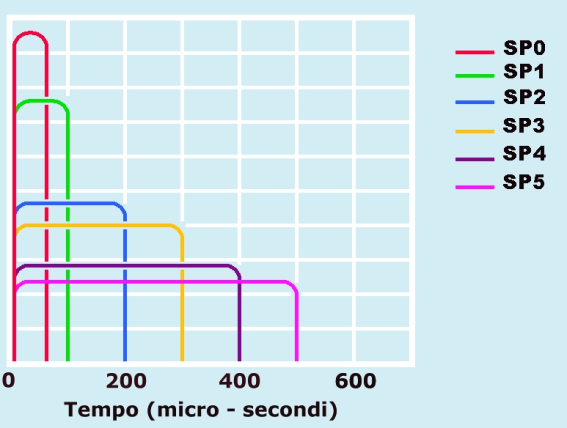 SP0
SP1
SP2
SP3
SP4
SP5
0 200 400 600
Tempo (micro - secondi)